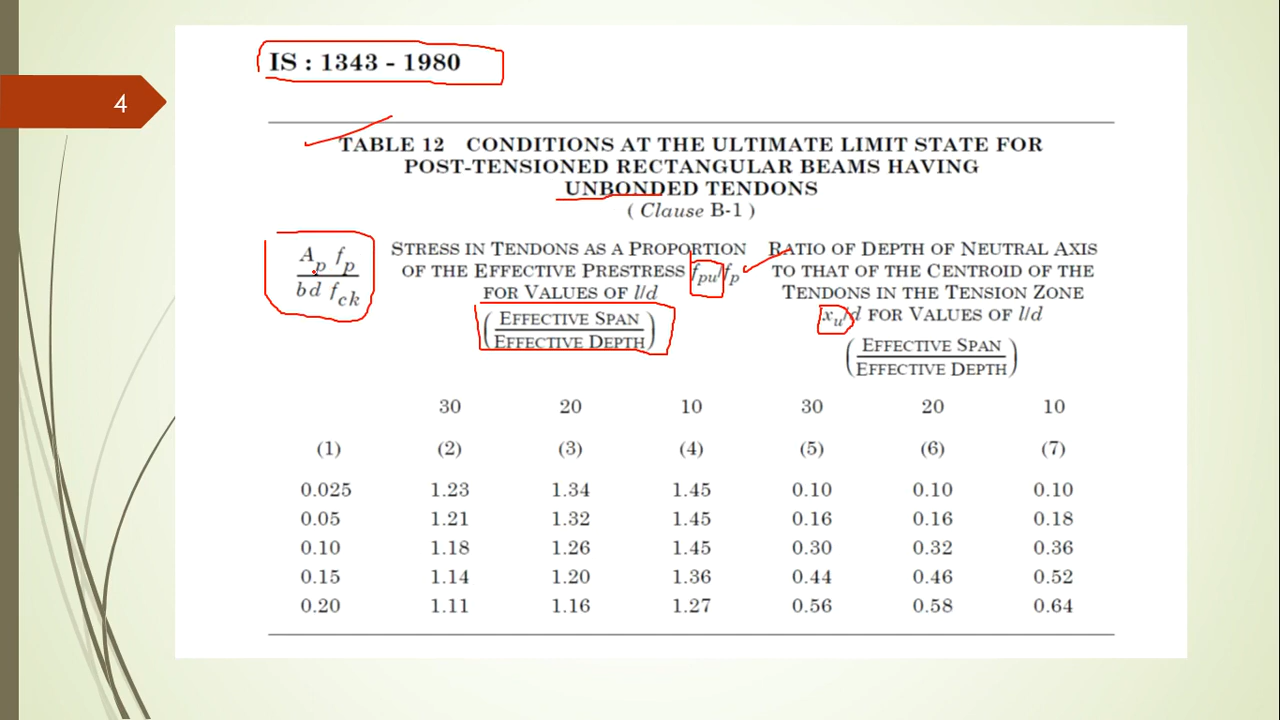 4
IS : 1343 - 1980
TABLE 12 CONDITIONS AT THE ULTIMATE LIMIT STATE FOR
POST-TENSIONED RECTANGULAR BEAMS HAVING
UNBONDED TENDONS
( Clause B-1 )
A_p f_p / bd f_ck
STRESS IN TENDONS AS A PROPORTION
OF THE EFFECTIVE PRESTRESS f_pu/f_p
FOR VALUES OF l/d
( EFFECTIVE SPAN
EFFECTIVE DEPTH )
RATIO OF DEPTH OF NEUTRAL AXIS
TO THAT OF THE CENTROID OF THE
TENDONS IN THE TENSION ZONE
x_u/d FOR VALUES OF l/d
( EFFECTIVE SPAN
EFFECTIVE DEPTH )
30 20 10 30 20 10
(1) (2) (3) (4) (5) (6) (7)
0.025 1.23 1.34 1.45 0.10 0.10 0.10
0.05 1.21 1.32 1.45 0.16 0.16 0.18
0.10 1.18 1.26 1.45 0.30 0.32 0.36
0.15 1.14 1.20 1.36 0.44 0.46 0.52
0.20 1.11 1.16 1.27 0.56 0.58 0.64